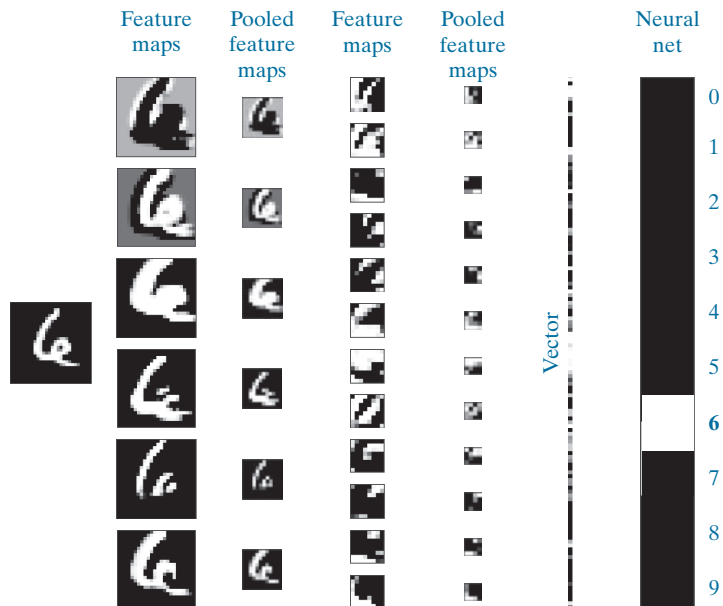 Feature
maps
Pooled
feature
maps
Feature
maps
Pooled
feature
maps
Neural
net
Vector
0
1
2
3
4
5
6
7
8
9